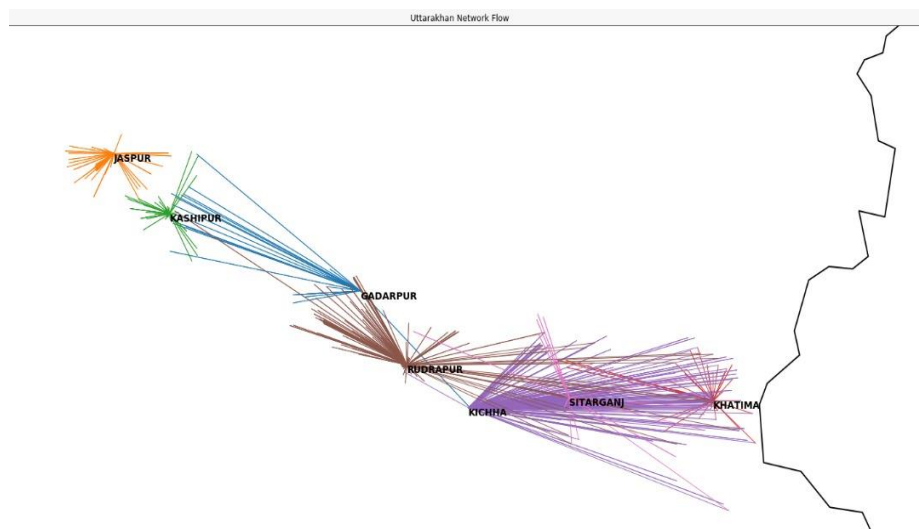 Uttarakhan Network Flow
JASPUR
KASHIPUR
GADARPUR
RUDRAPUR
KICHHA
SITARGANJ
KHATIMA